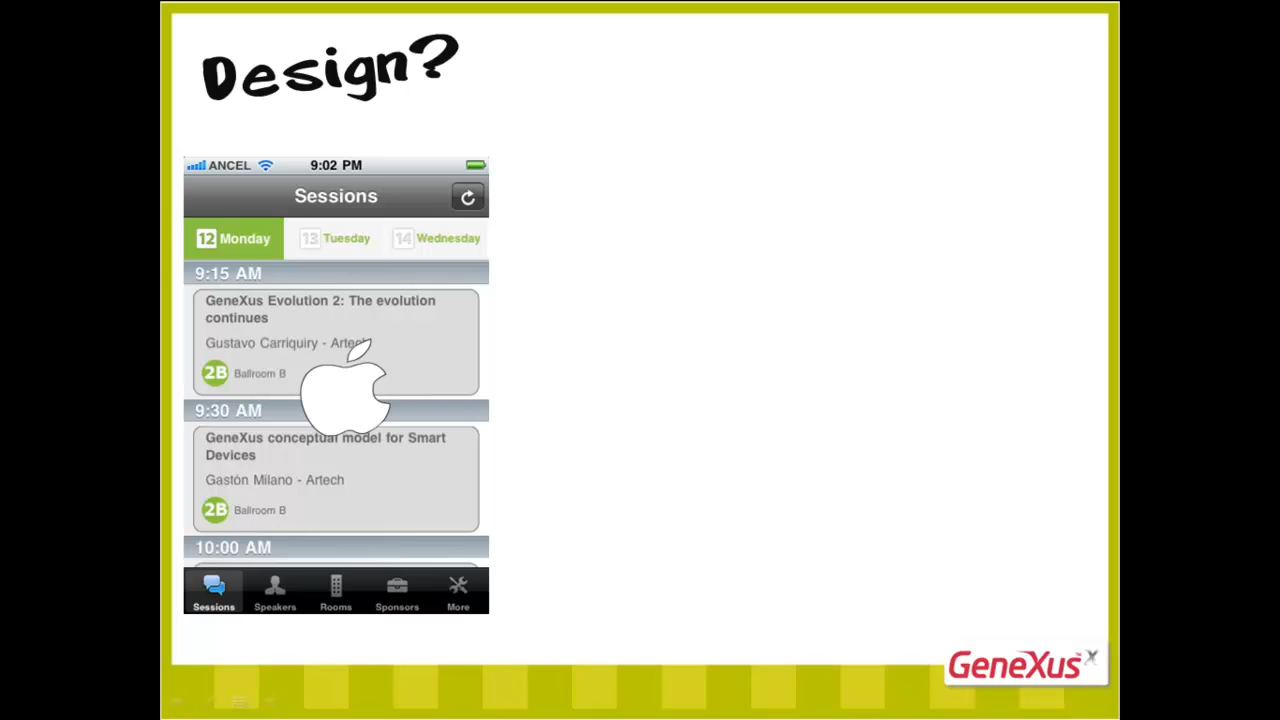 Design?
ANCEL 9:02 PM
Sessions
12 Monday 13 Tuesday 14 Wednesday
9:15 AM
GeneXus Evolution 2: The evolution
continues
Gustavo Carriquiry - Artech
2B Ballroom B
9:30 AM
GeneXus conceptual model for Smart
Devices
Gastón Milano - Artech
2B Ballroom B
10:00 AM
Sessions Speakers Rooms Sponsors More
GeneXus™ X